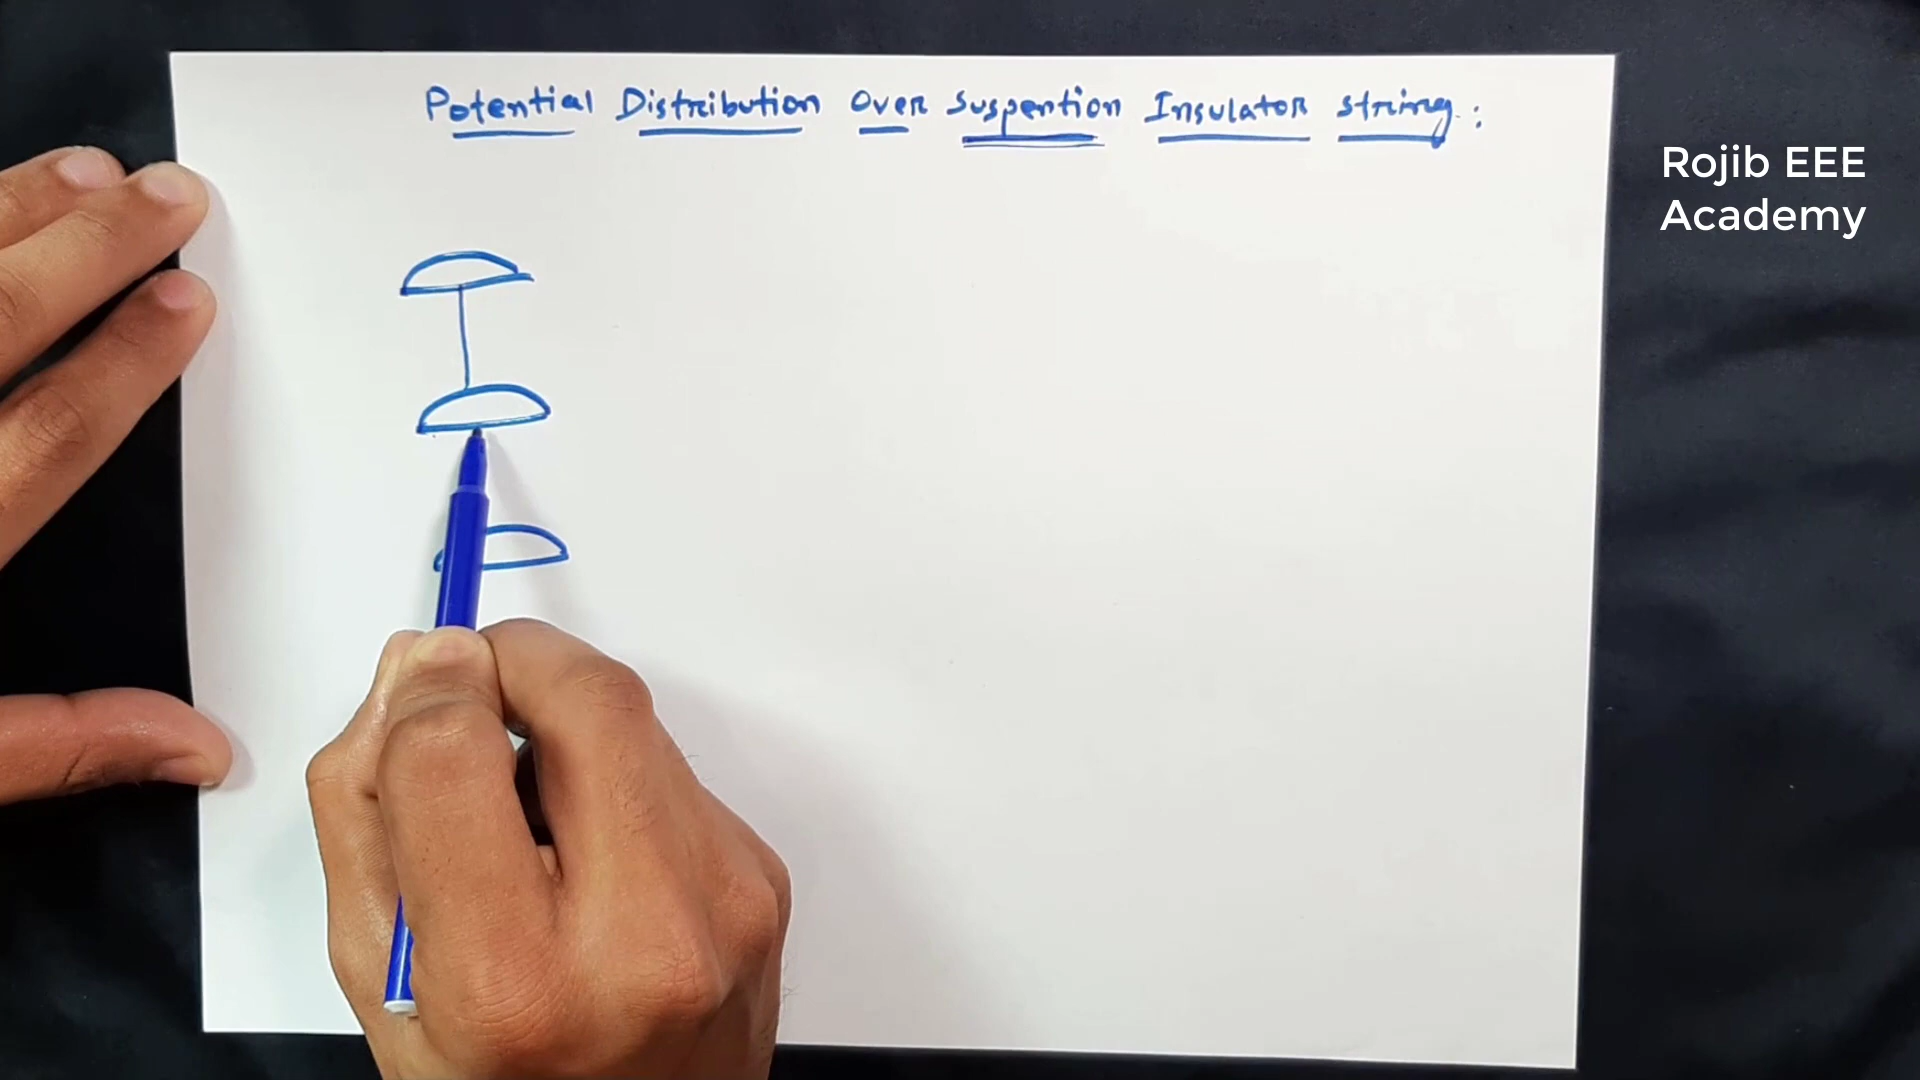 Potential Distribution Over Suspention Insulator string:
Rojib EEE
Academy